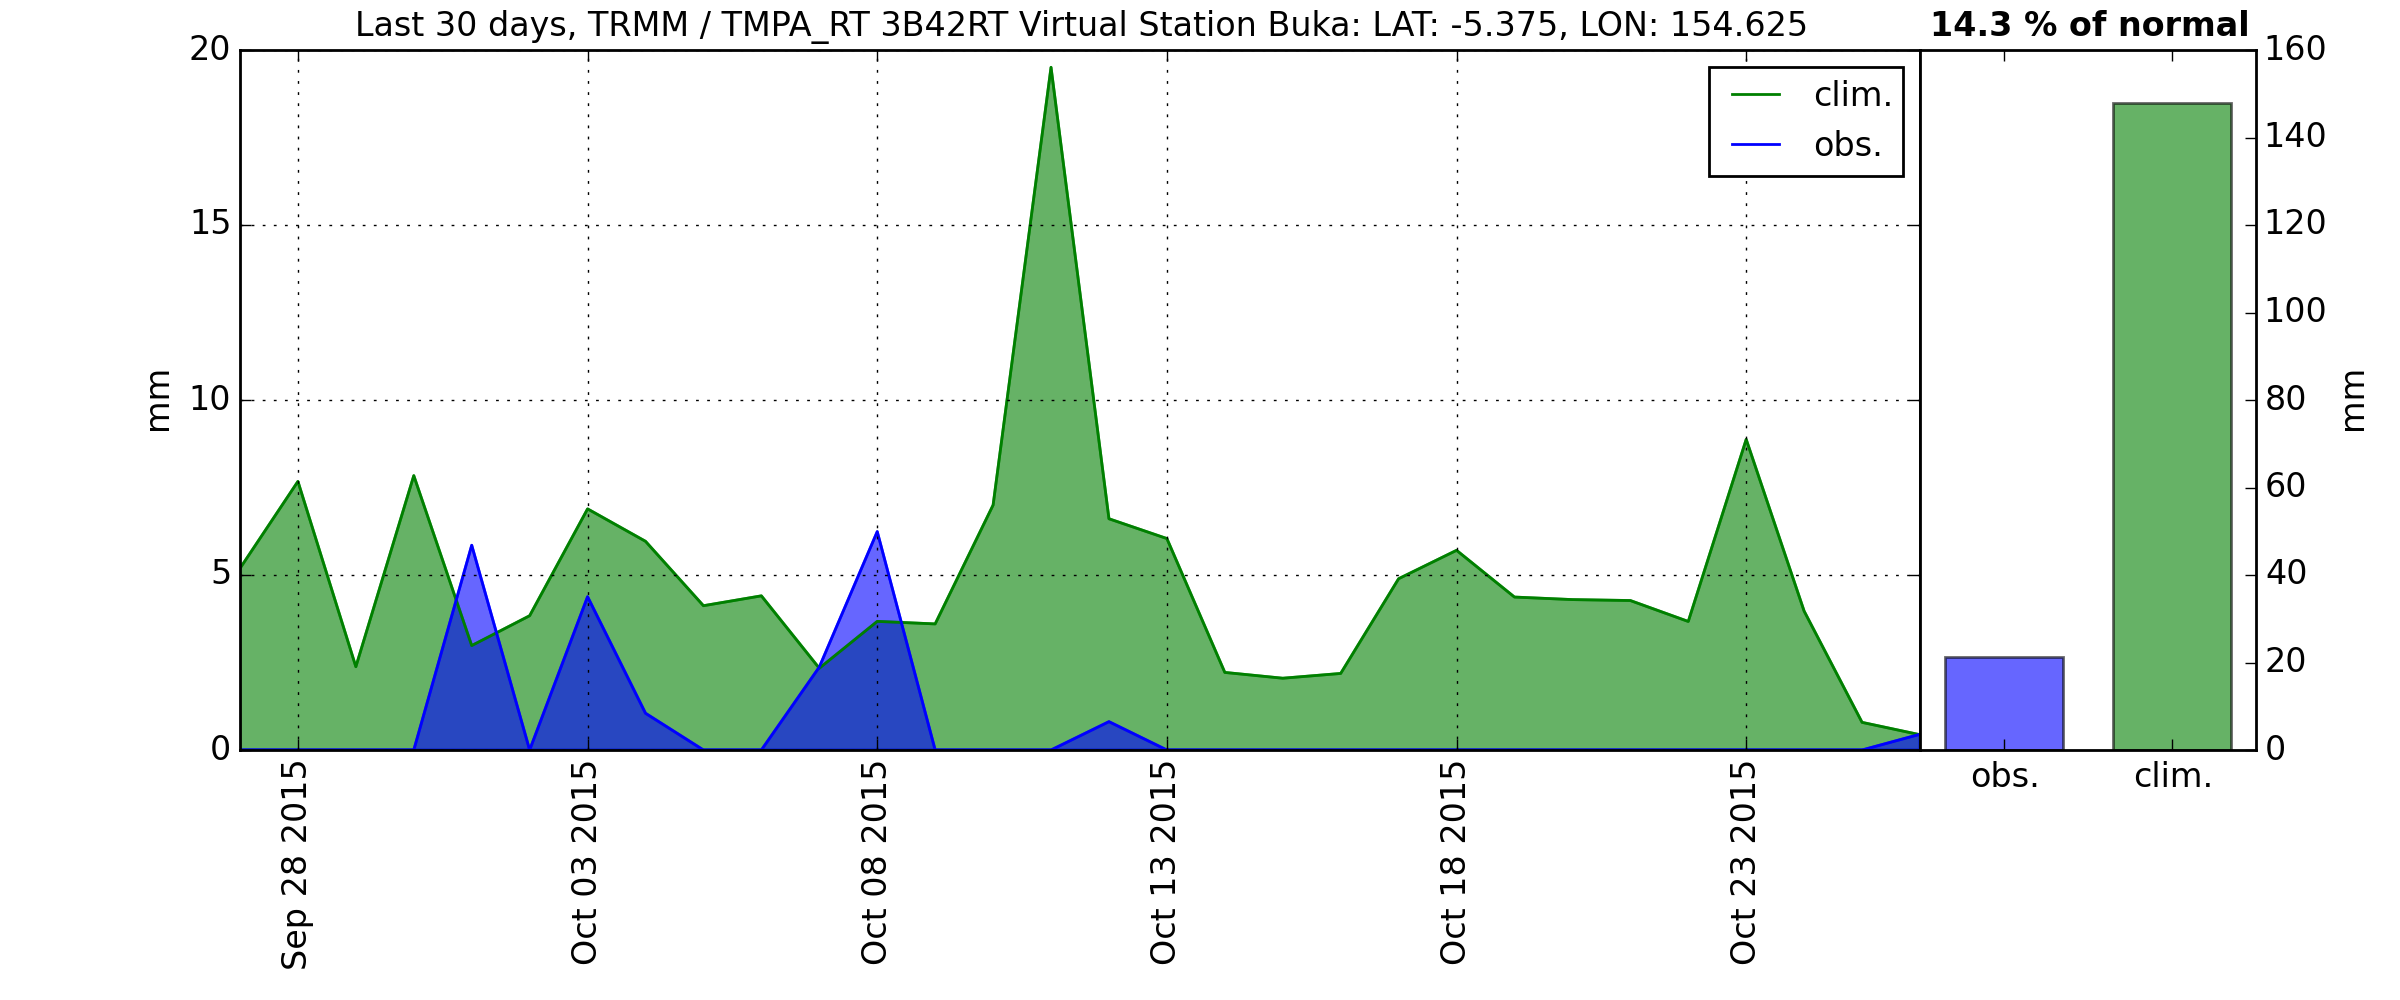 Last 30 days, TRMM / TMPA_RT 3B42RT Virtual Station Buka: LAT: -5.375, LON: 154.625
14.3 % of normal
20
15
10
5
0
mm
clim.
obs.
Sep 28 2015
Oct 03 2015
Oct 08 2015
Oct 13 2015
Oct 18 2015
Oct 23 2015
160
140
120
100
80
60
40
20
0
mm
obs.
clim.